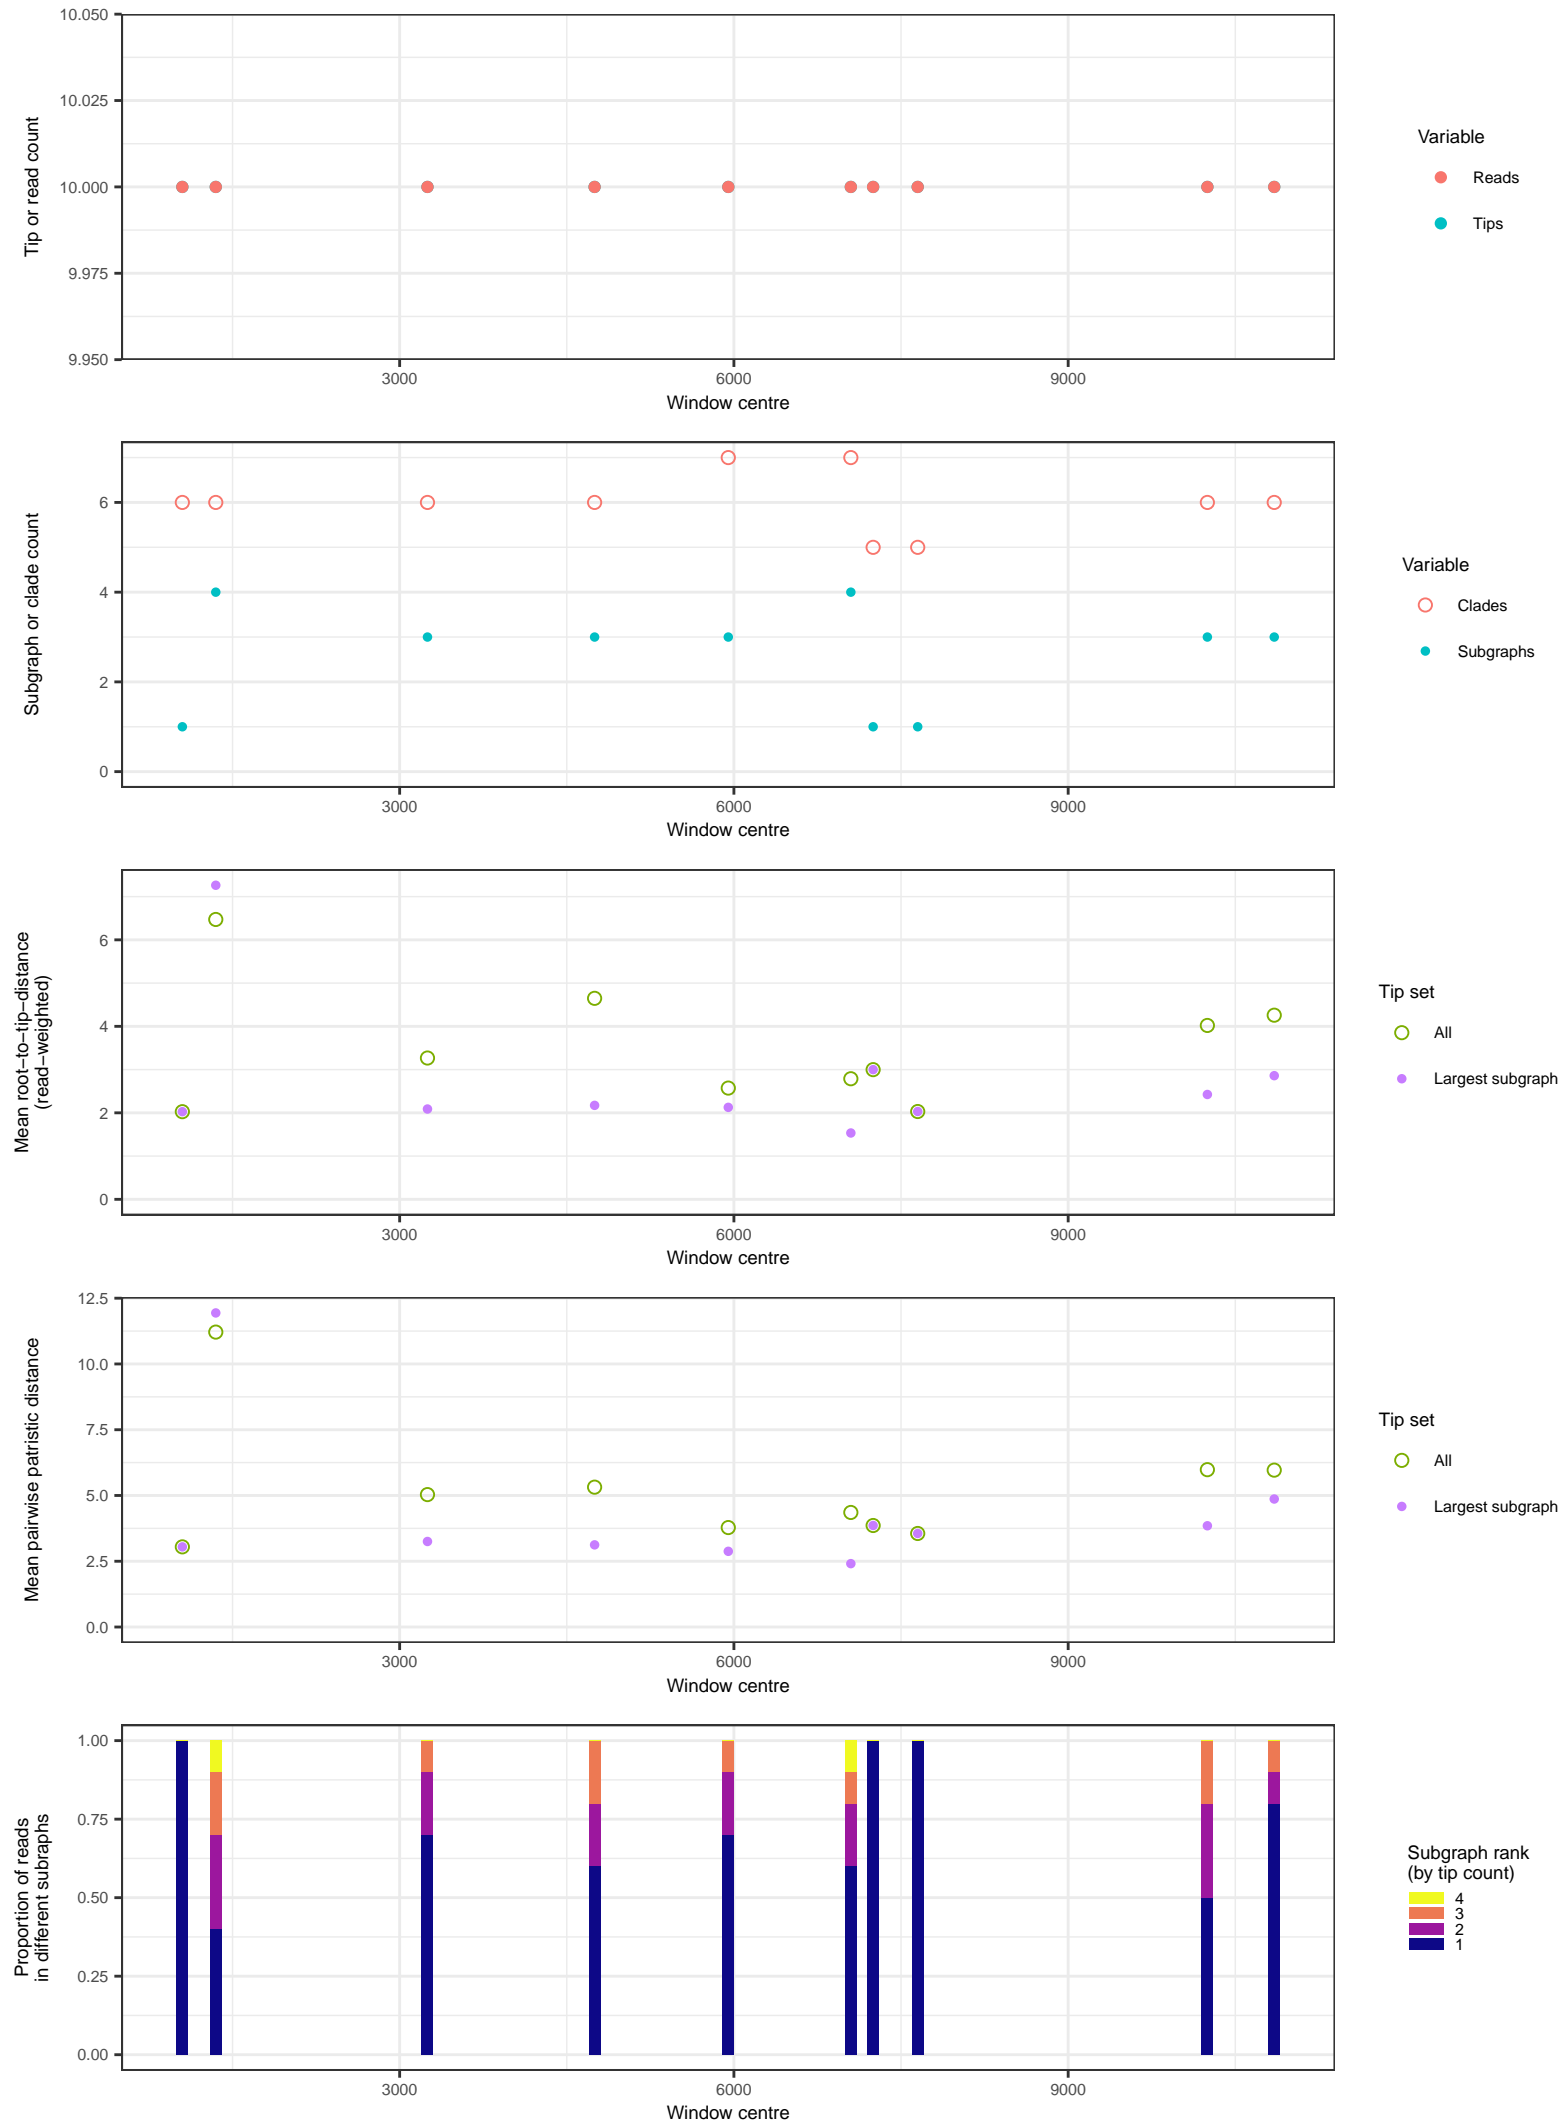 10.050
10.025
10.000
9.975
9.950
Tip or read count
3000
6000
9000
Window centre
Variable
Reads
Tips
6
4
2
0
Subgraph or clade count
3000
6000
9000
Window centre
Variable
Clades
Subgraphs
6
4
2
0
Mean root−to−tip−distance
(read−weighted)
3000
6000
9000
Window centre
Tip set
All
Largest subgraph
12.5
10.0
7.5
5.0
2.5
0.0
Mean pairwise patristic distance
3000
6000
9000
Window centre
Tip set
All
Largest subgraph
1.00
0.75
0.50
0.25
0.00
Proportion of reads
in different subraphs
3000
6000
9000
Window centre
Subgraph rank
(by tip count)
4
3
2
1